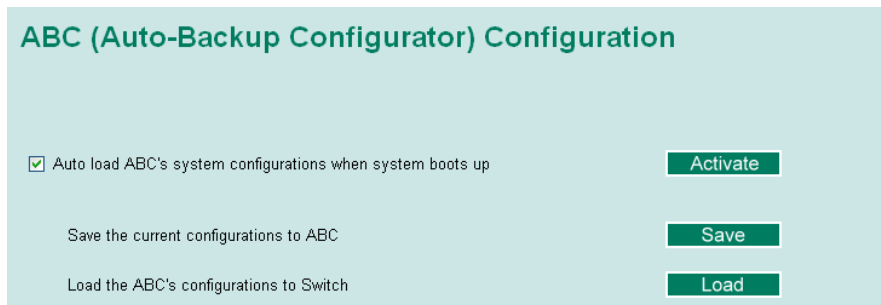 ABC (Auto-Backup Configurator) Configuration
Auto load ABC's system configurations when system boots up Activate
Save the current configurations to ABC Save
Load the ABC's configurations to Switch Load